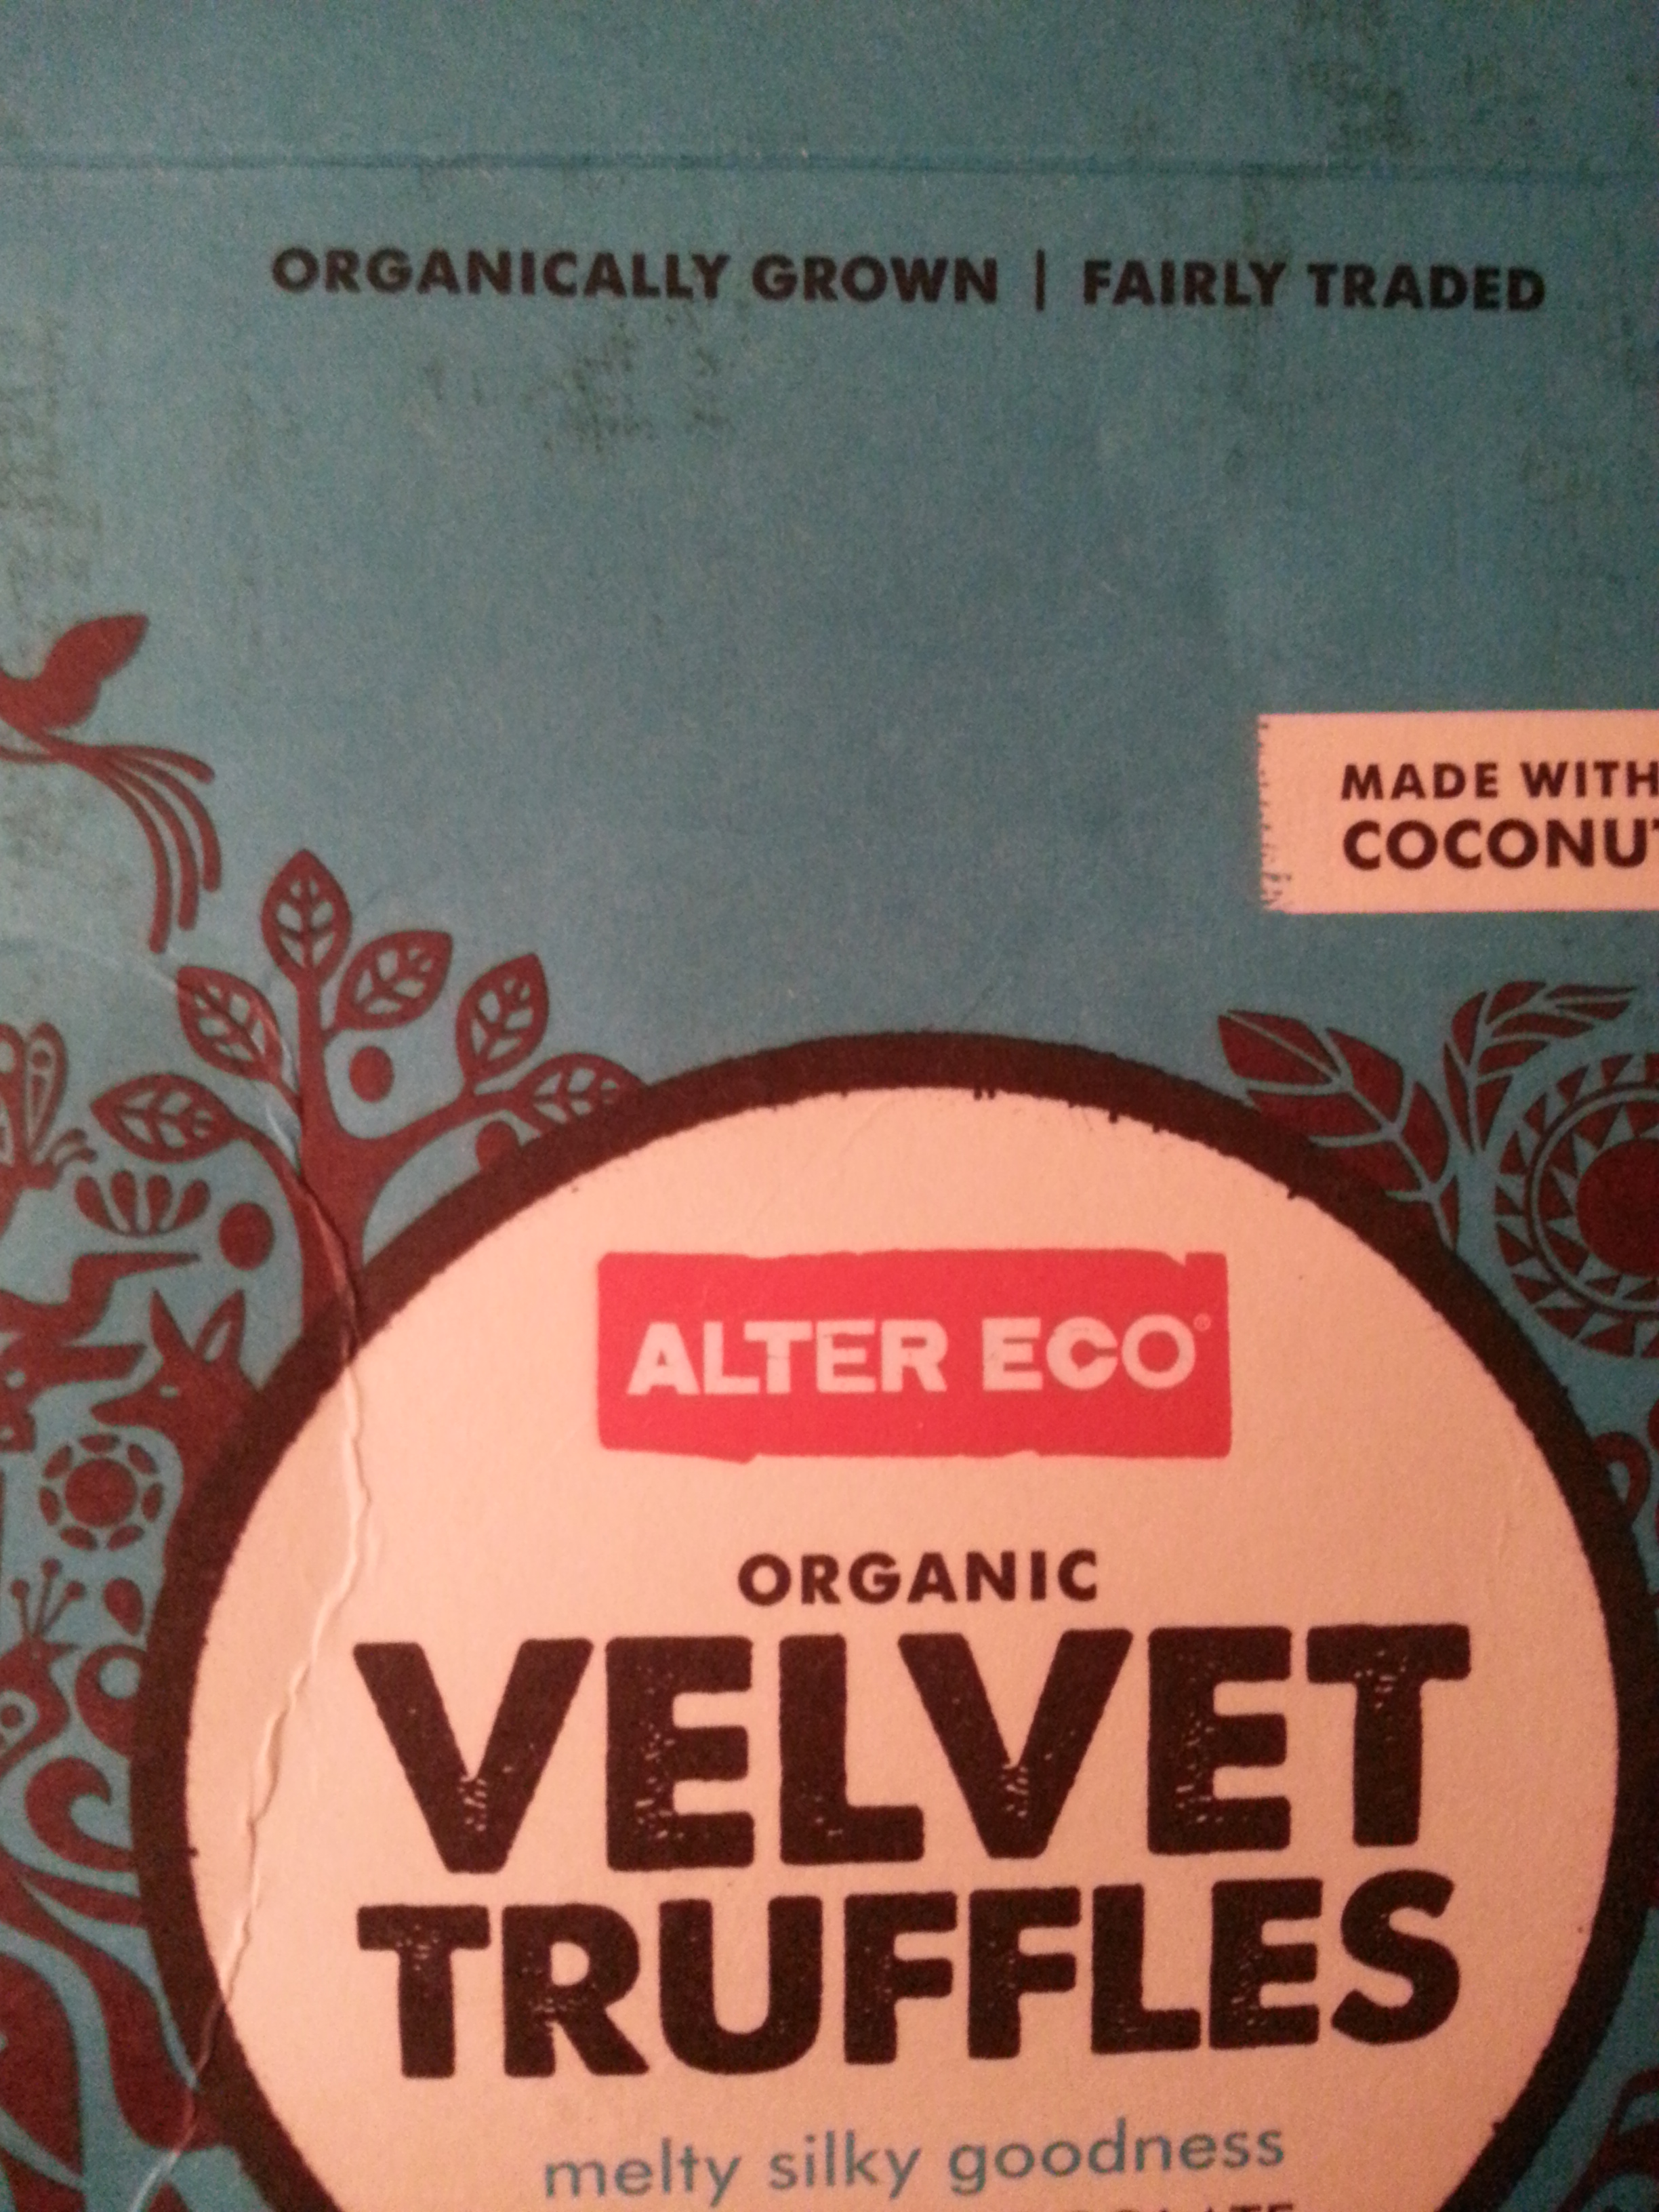 ORGANICALLY GROWN | FAIRLY TRADED
MADE WITH
COCONUT
ALTER ECO®
ORGANIC
VELVET
TRUFFLES
melty silky goodness